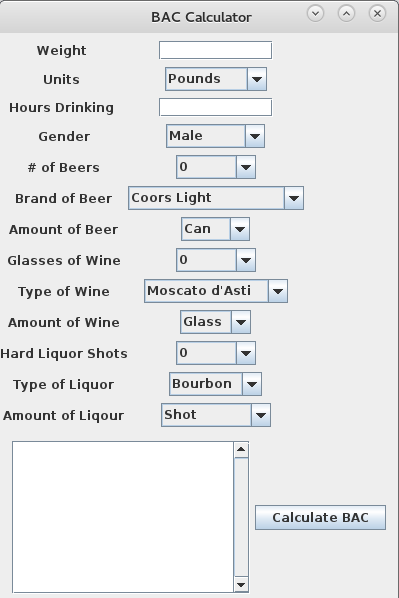 BAC Calculator
Weight
Units Pounds
Hours Drinking
Gender Male
# of Beers 0
Brand of Beer Coors Light
Amount of Beer Can
Glasses of Wine 0
Type of Wine Moscato d'Asti
Amount of Wine Glass
Hard Liquor Shots 0
Type of Liquor Bourbon
Amount of Liqour Shot
Calculate BAC